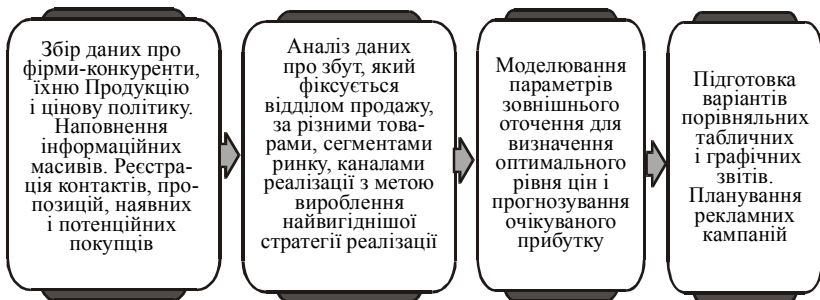 Збір даних про
фірми-конкуренти,
їхню Продукцію
і цінову політику.
Наповнення
інформаційних
масивів. Реєстра-
ція контактів, про-
позицій, наявних
і потенційних
покупців
Аналіз даних
про збут, який
фіксується
відділом продажу,
за різними това-
рами, сегментами
ринку, каналами
реалізації з метою
вироблення
найвигіднішої
стратегії реалізації
Моделювання
параметрів
зовнішнього
оточення для
визначення
оптимального
рівня цін і
прогнозування
очікуваного
прибутку
Підготовка
варіантів
порівняльних
табличних
і графічних
звітів.
Планування
рекламних
кампаній